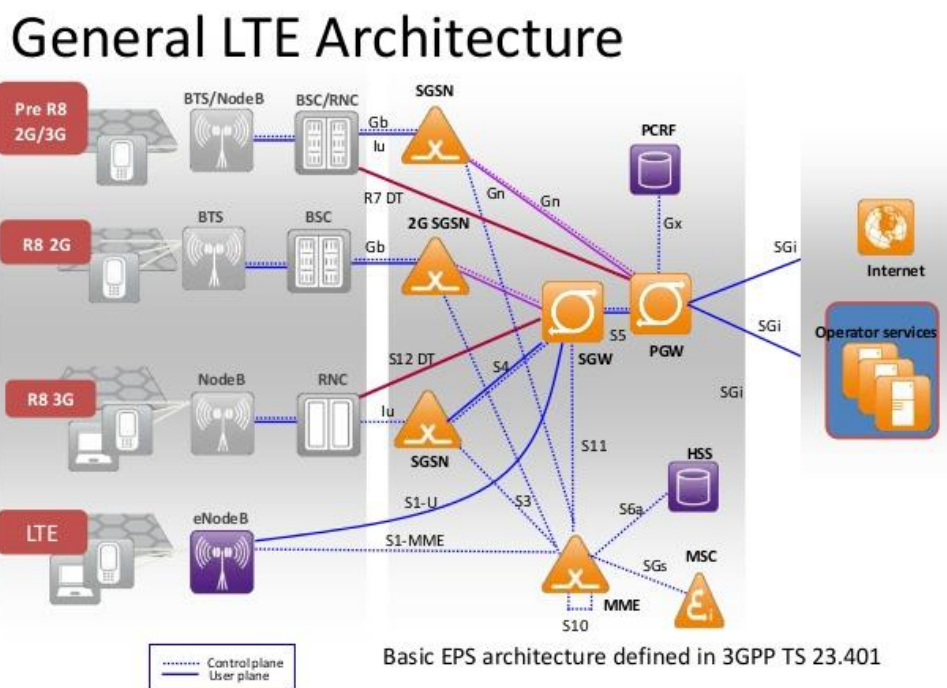 General LTE Architecture
Pre R8
2G/3G
BTS/NodeB
BSC/RNC
SGSN
Gb
Iu
PCRF
R7 DT
Gn
Gn
Gx
R8 2G
BTS
BSC
Gb
2G SGSN
SGi
Internet
S5
SGW
PGW
SGi
Operator services
S12 DT
S4
SGi
R8 3G
NodeB
RNC
Iu
SGSN
S11
HSS
S1-U
S3
S6a
LTE
eNodeB
S1-MME
SGs
MSC
MME
S10
Control plane
User plane
Basic EPS architecture defined in 3GPP TS 23.401